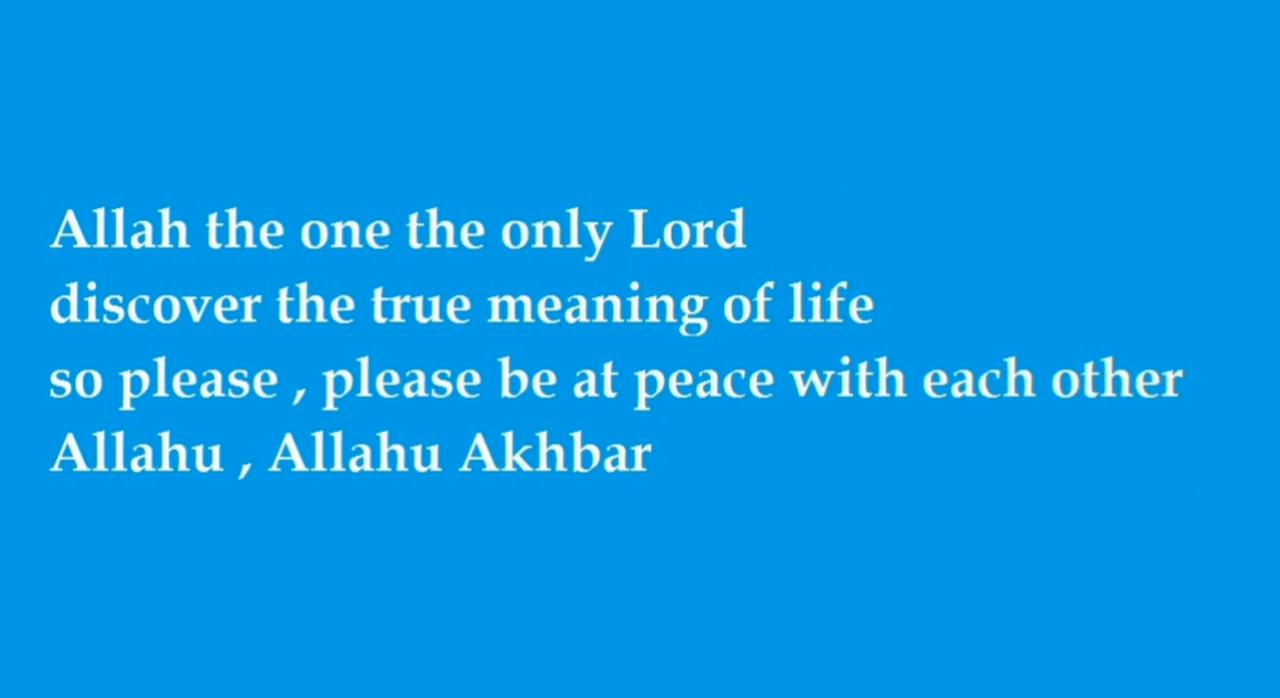 Allah the one the only Lord
discover the true meaning of life
so please , please be at peace with each other
Allahu , Allahu Akhbar